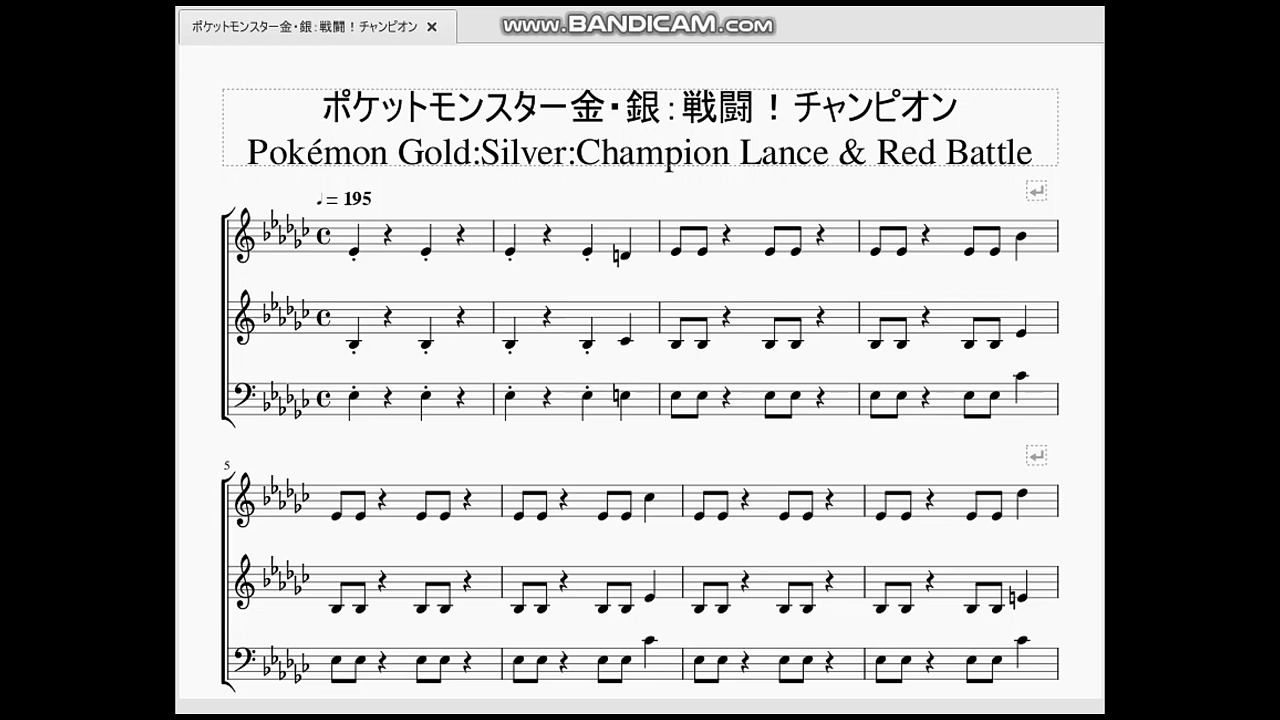 ポケットモンスター金・銀:戦闘！チャンピオン
www.BANDICAM.com
ポケットモンスター金・銀:戦闘！チャンピオン
Pokémon Gold:Silver:Champion Lance & Red Battle
♩= 195
5